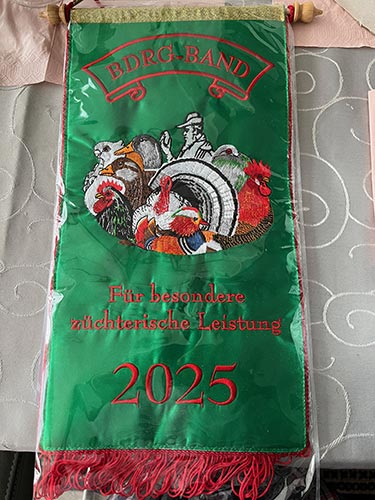 BDRG-BAND
Für besondere
züchterische Leistung
2025